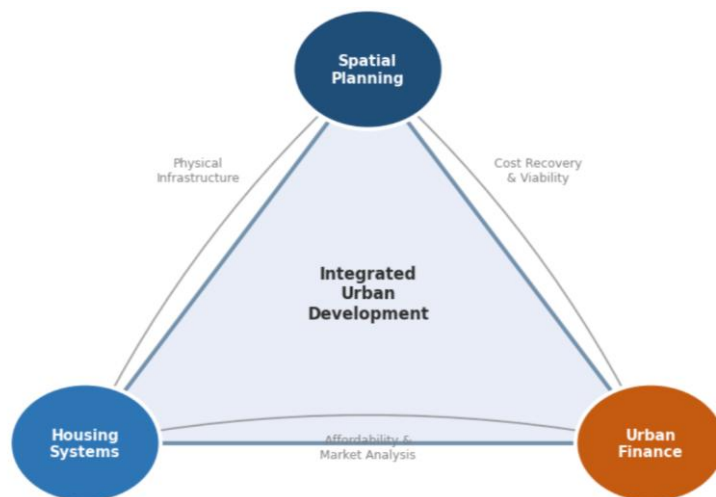 Spatial
Planning
Physical
Infrastructure
Cost Recovery
& Viability
Integrated
Urban
Development
Housing
Systems
Affordability &
Market Analysis
Urban
Finance